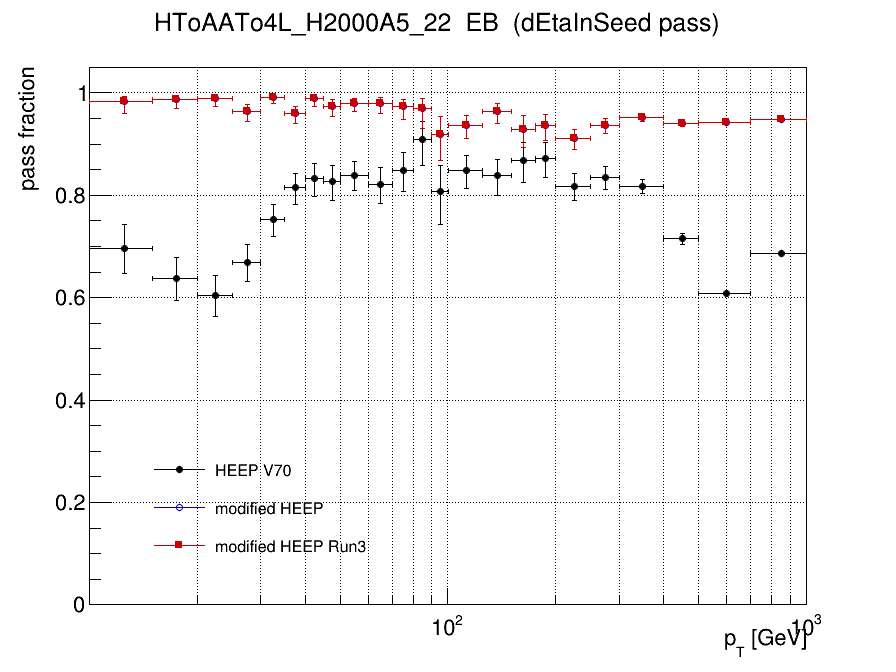 HToAATo4L_H2000A5_22 EB (dEtaInSeed pass)
pass fraction
1
0.8
0.6
0.4
0.2
0
HEEP V70
modified HEEP
modified HEEP Run3
10^2
10^3
p_T [GeV]